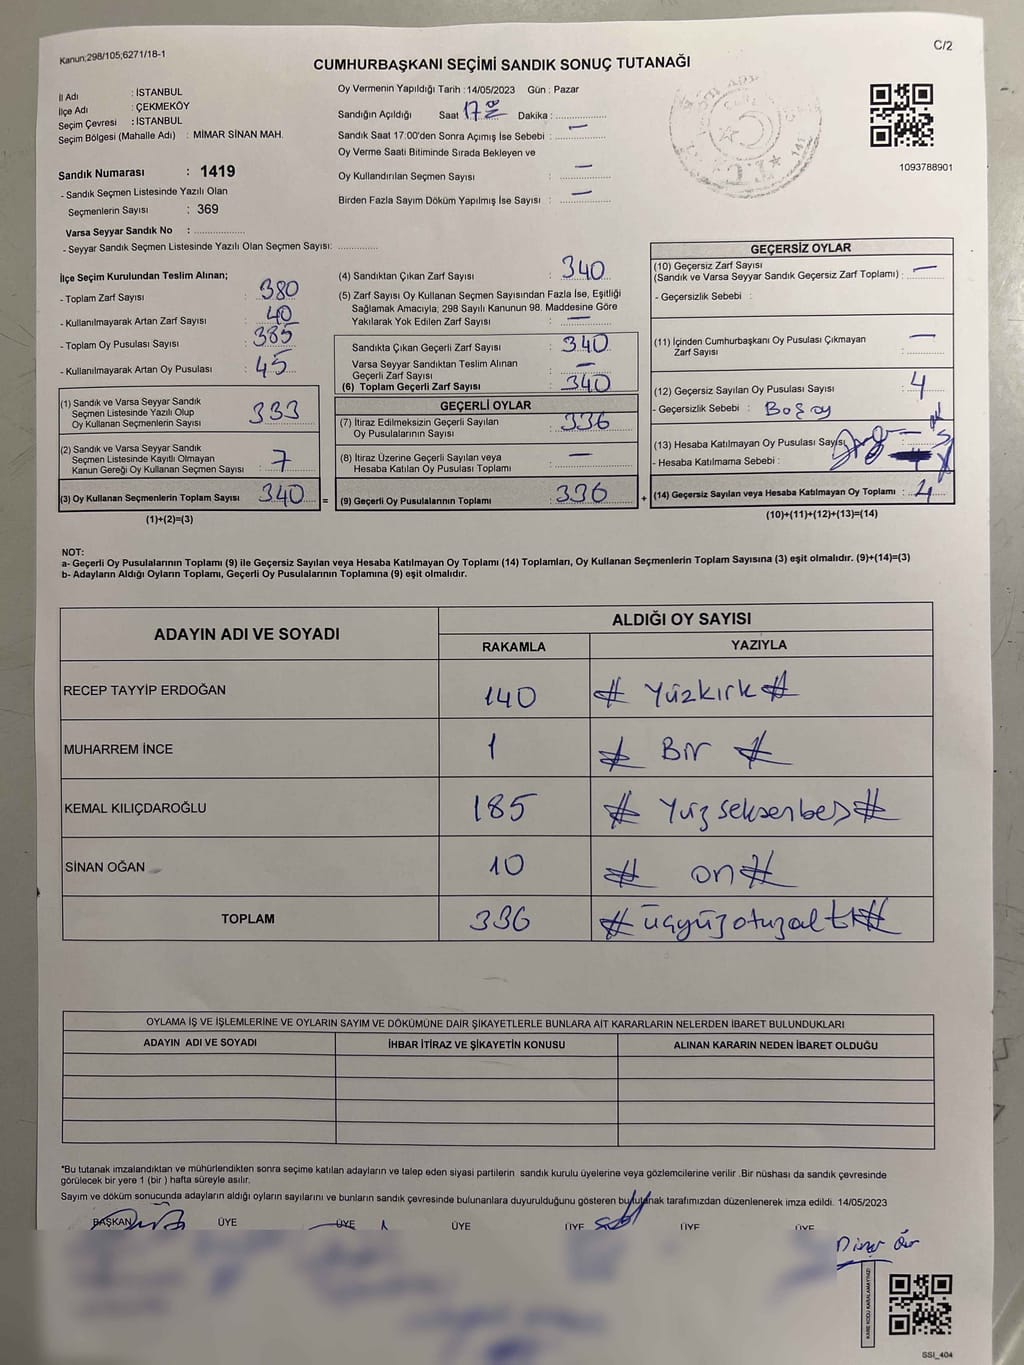 Kanun;298/105;6271/18-1
C/2
CUMHURBAŞKANI SEÇİMİ SANDIK SONUÇ TUTANAĞI
İl Adı : İSTANBUL
İlçe Adı : ÇEKMEKÖY
Seçim Çevresi : İSTANBUL
Seçim Bölgesi (Mahalle Adı) : MİMAR SİNAN MAH.
Sandık Numarası : 1419
- Sandık Seçmen Listesinde Yazılı Olan
Seçmenlerin Sayısı : 369
Varsa Seyyar Sandık No : ....................
- Seyyar Sandık Seçmen Listesinde Yazılı Olan Seçmen Sayısı: ...............
Oy Vermenin Yapıldığı Tarih :14/05/2023 Gün : Pazar
Sandığın Açıldığı Saat 17 00 Dakika : ...............
Sandık Saat 17:00'den Sonra Açımış İse Sebebi : —
Oy Verme Saati Bitiminde Sırada Bekleyen ve
Oy Kullandırılan Seçmen Sayısı : —
Birden Fazla Sayım Döküm Yapılmış İse Sayısı : —
1093788901
İlçe Seçim Kurulundan Teslim Alınan;
- Toplam Zarf Sayısı : 380
- Kullanılmayarak Artan Zarf Sayısı : 40
- Toplam Oy Pusulası Sayısı : 385
- Kullanılmayarak Artan Oy Pusulası : 45
(1) Sandık ve Varsa Seyyar Sandık
Seçmen Listesinde Yazılı Olup
Oy Kullanan Seçmenlerin Sayısı : 333
(2) Sandık ve Varsa Seyyar Sandık
Seçmen Listesinde Kayıtlı Olmayan
Kanun Gereği Oy Kullanan Seçmen Sayısı : 7
(3) Oy Kullanan Seçmenlerin Toplam Sayısı : 340
(1)+(2)=(3)
=
(4) Sandıktan Çıkan Zarf Sayısı : 340
(5) Zarf Sayısı Oy Kullanan Seçmen Sayısından Fazla İse, Eşitliği
Sağlamak Amacıyla; 298 Sayılı Kanunun 98. Maddesine Göre
Yakılarak Yok Edilen Zarf Sayısı : —
Sandıkta Çıkan Geçerli Zarf Sayısı : 340
Varsa Seyyar Sandıktan Teslim Alınan
Geçerli Zarf Sayısı : —
(6) Toplam Geçerli Zarf Sayısı : 340
GEÇERLİ OYLAR
(7) İtiraz Edilmeksizin Geçerli Sayılan
Oy Pusulalarının Sayısı : 336
(8) İtiraz Üzerine Geçerli Sayılan veya
Hesaba Katılan Oy Pusulası Toplamı : —
(9) Geçerli Oy Pusulalarının Toplamı : 336
+
GEÇERSİZ OYLAR
(10) Geçersiz Zarf Sayısı
(Sandık ve Varsa Seyyar Sandık Geçersiz Zarf Toplamı) : —
- Geçersizlik Sebebi :
(11) İçinden Cumhurbaşkanı Oy Pusulası Çıkmayan
Zarf Sayısı : —
(12) Geçersiz Sayılan Oy Pusulası Sayısı : 4
- Geçersizlik Sebebi : Boş oy
(13) Hesaba Katılmayan Oy Pusulası Sayısı
- Hesaba Katılmama Sebebi :
(14) Geçersiz Sayılan veya Hesaba Katılmayan Oy Toplamı : 4
(10)+(11)+(12)+(13)=(14)
NOT:
a- Geçerli Oy Pusulalarının Toplamı (9) ile Geçersiz Sayılan veya Hesaba Katılmayan Oy Toplamı (14) Toplamları, Oy Kullanan Seçmenlerin Toplam Sayısına (3) eşit olmalıdır. (9)+(14)=(3)
b- Adayların Aldığı Oyların Toplamı, Geçerli Oy Pusulalarının Toplamına (9) eşit olmalıdır.
ADAYIN ADI VE SOYADI ALDIĞI OY SAYISI
RAKAMLA YAZIYLA
RECEP TAYYİP ERDOĞAN 140 # Yüzkırk #
MUHARREM İNCE 1 # Bir #
KEMAL KILIÇDAROĞLU 185 # Yüzseksenbeş #
SİNAN OĞAN 10 # on #
TOPLAM 336 # üçyüzotuzaltı #
OYLAMA İŞ VE İŞLEMLERİNE VE OYLARIN SAYIM VE DÖKÜMÜNE DAİR ŞİKAYETLERLE BUNLARA AİT KARARLARIN NELERDEN İBARET BULUNDUKLARI
ADAYIN ADI VE SOYADI İHBAR İTİRAZ VE ŞİKAYETİN KONUSU ALINAN KARARIN NEDEN İBARET OLDUĞU
*Bu tutanak imzalandıktan ve mühürlendikten sonra seçime katılan adayların ve talep eden siyasi partilerin sandık kurulu üyelerine veya gözlemcilerine verilir .Bir nüshası da sandık çevresinde
görülecek bir yere 1 (bir ) hafta süreyle asılır.
Sayım ve döküm sonucunda adayların aldığı oyların sayılarını ve bunların sandık çevresinde bulunanlara duyurulduğunu gösteren bu tutanak tarafımızdan düzenlenerek imza edildi. 14/05/2023
BAŞKAN ÜYE ÜYE ÜYE ÜYE ÜYE ÜYE
KARE KODU KARALAMAYINIZ!
SSI_404